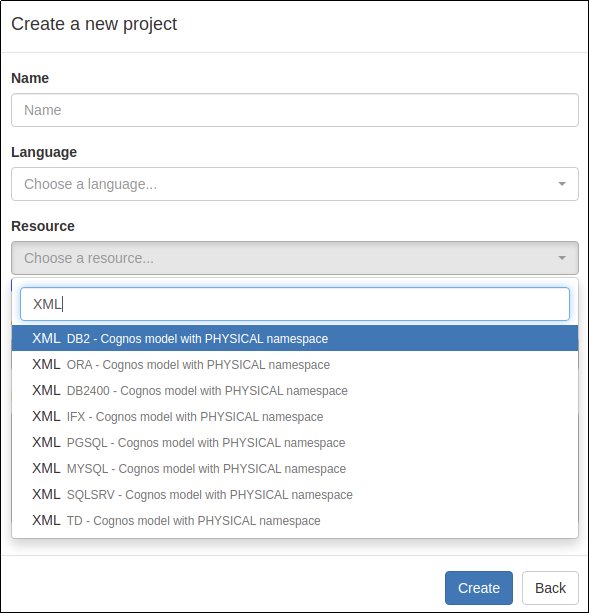 Create a new project
Name
Name
Language
Choose a language...
Resource
Choose a resource...
XML
XML DB2 - Cognos model with PHYSICAL namespace
XML ORA - Cognos model with PHYSICAL namespace
XML DB2400 - Cognos model with PHYSICAL namespace
XML IFX - Cognos model with PHYSICAL namespace
XML PGSQL - Cognos model with PHYSICAL namespace
XML MYSQL - Cognos model with PHYSICAL namespace
XML SQLSRV - Cognos model with PHYSICAL namespace
XML TD - Cognos model with PHYSICAL namespace
Create Back